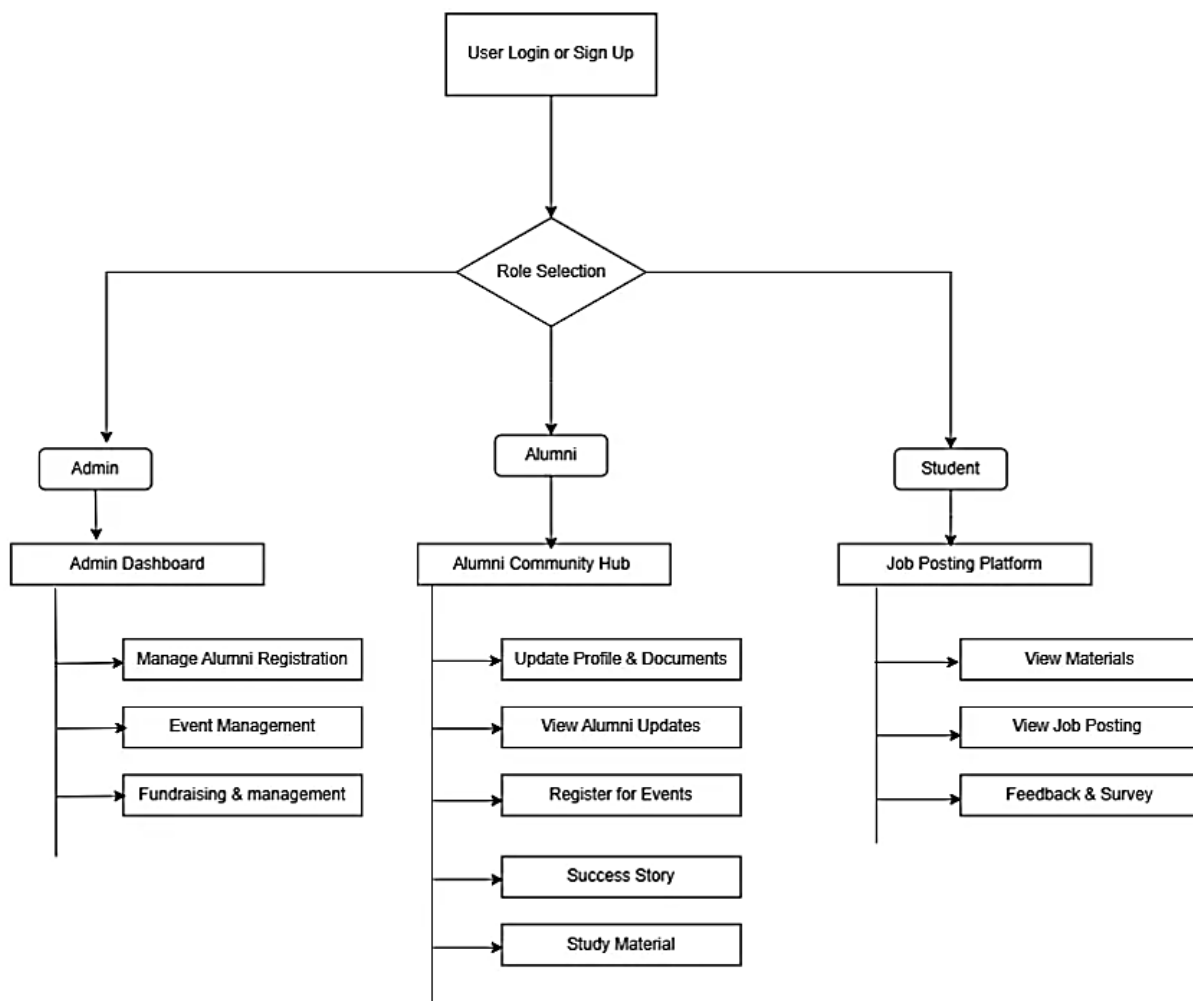 User Login or Sign Up
Role Selection
Admin
Alumni
Student
Admin Dashboard
Alumni Community Hub
Job Posting Platform
Manage Alumni Registration
Event Management
Fundraising & management
Update Profile & Documents
View Alumni Updates
Register for Events
Success Story
Study Material
View Materials
View Job Posting
Feedback & Survey